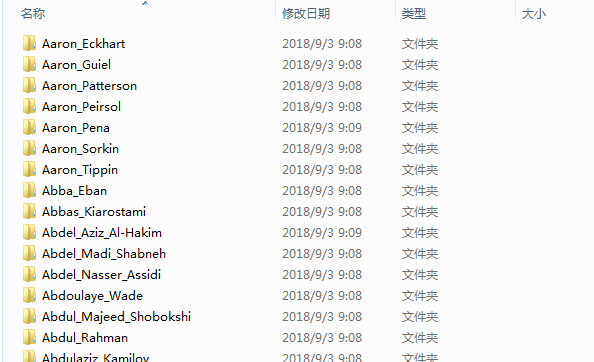 名称 修改日期 类型 大小
Aaron_Eckhart 2018/9/3 9:08 文件夹
Aaron_Guiel 2018/9/3 9:08 文件夹
Aaron_Patterson 2018/9/3 9:08 文件夹
Aaron_Peirsol 2018/9/3 9:08 文件夹
Aaron_Pena 2018/9/3 9:09 文件夹
Aaron_Sorkin 2018/9/3 9:08 文件夹
Aaron_Tippin 2018/9/3 9:08 文件夹
Abba_Eban 2018/9/3 9:08 文件夹
Abbas_Kiarostami 2018/9/3 9:08 文件夹
Abdel_Aziz_Al-Hakim 2018/9/3 9:09 文件夹
Abdel_Madi_Shabneh 2018/9/3 9:08 文件夹
Abdel_Nasser_Assidi 2018/9/3 9:08 文件夹
Abdoulaye_Wade 2018/9/3 9:08 文件夹
Abdul_Majeed_Shobokshi 2018/9/3 9:08 文件夹
Abdul_Rahman 2018/9/3 9:08 文件夹
Abdulaziz_Kamilov 2018/9/3 9:08 文件夹